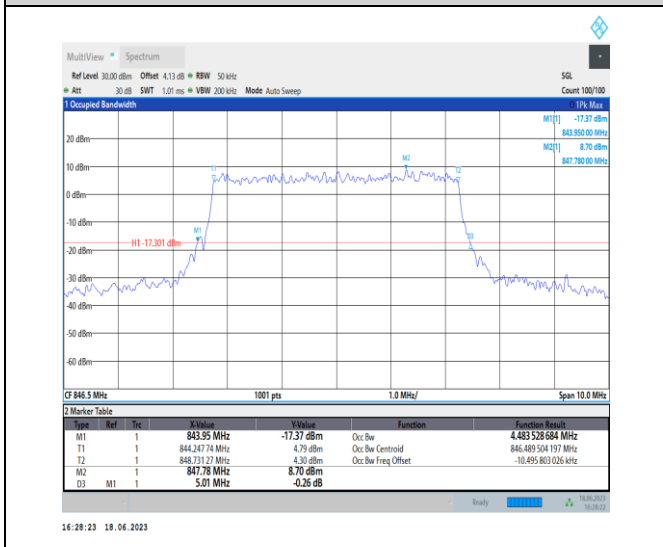 MultiView Spectrum
Ref Level 30.00 dBm Offset 4.13 dB RBW 50 kHz SGL
Att 30 dB SWT 1.01 ms VBW 200 kHz Mode Auto Sweep Count 100/100
1 Occupied Bandwidth 1Pk Max
M1[1] -17.37 dBm
843.950 00 MHz
M2[1] 8.70 dBm
847.780 00 MHz
20 dBm
10 dBm
0 dBm
-10 dBm
-20 dBm
-30 dBm
-40 dBm
-50 dBm
-60 dBm
T1
M2
T2
M1
D3
H1 -17.301 dBm
CF 846.5 MHz 1001 pts 1.0 MHz/ Span 10.0 MHz
2 Marker Table
Type Ref Trc X-Value Y-Value Function Function Result
M1 1 843.95 MHz -17.37 dBm Occ Bw 4.483 528 684 MHz
T1 1 844.247 74 MHz 4.79 dBm Occ Bw Centroid 846.489 504 197 MHz
T2 1 848.731 27 MHz 4.30 dBm Occ Bw Freq Offset -10.495 803 026 kHz
M2 1 847.78 MHz 8.70 dBm
D3 M1 1 5.01 MHz -0.26 dB
Ready 18.06.2023
16:28:22
16:28:23 18.06.2023